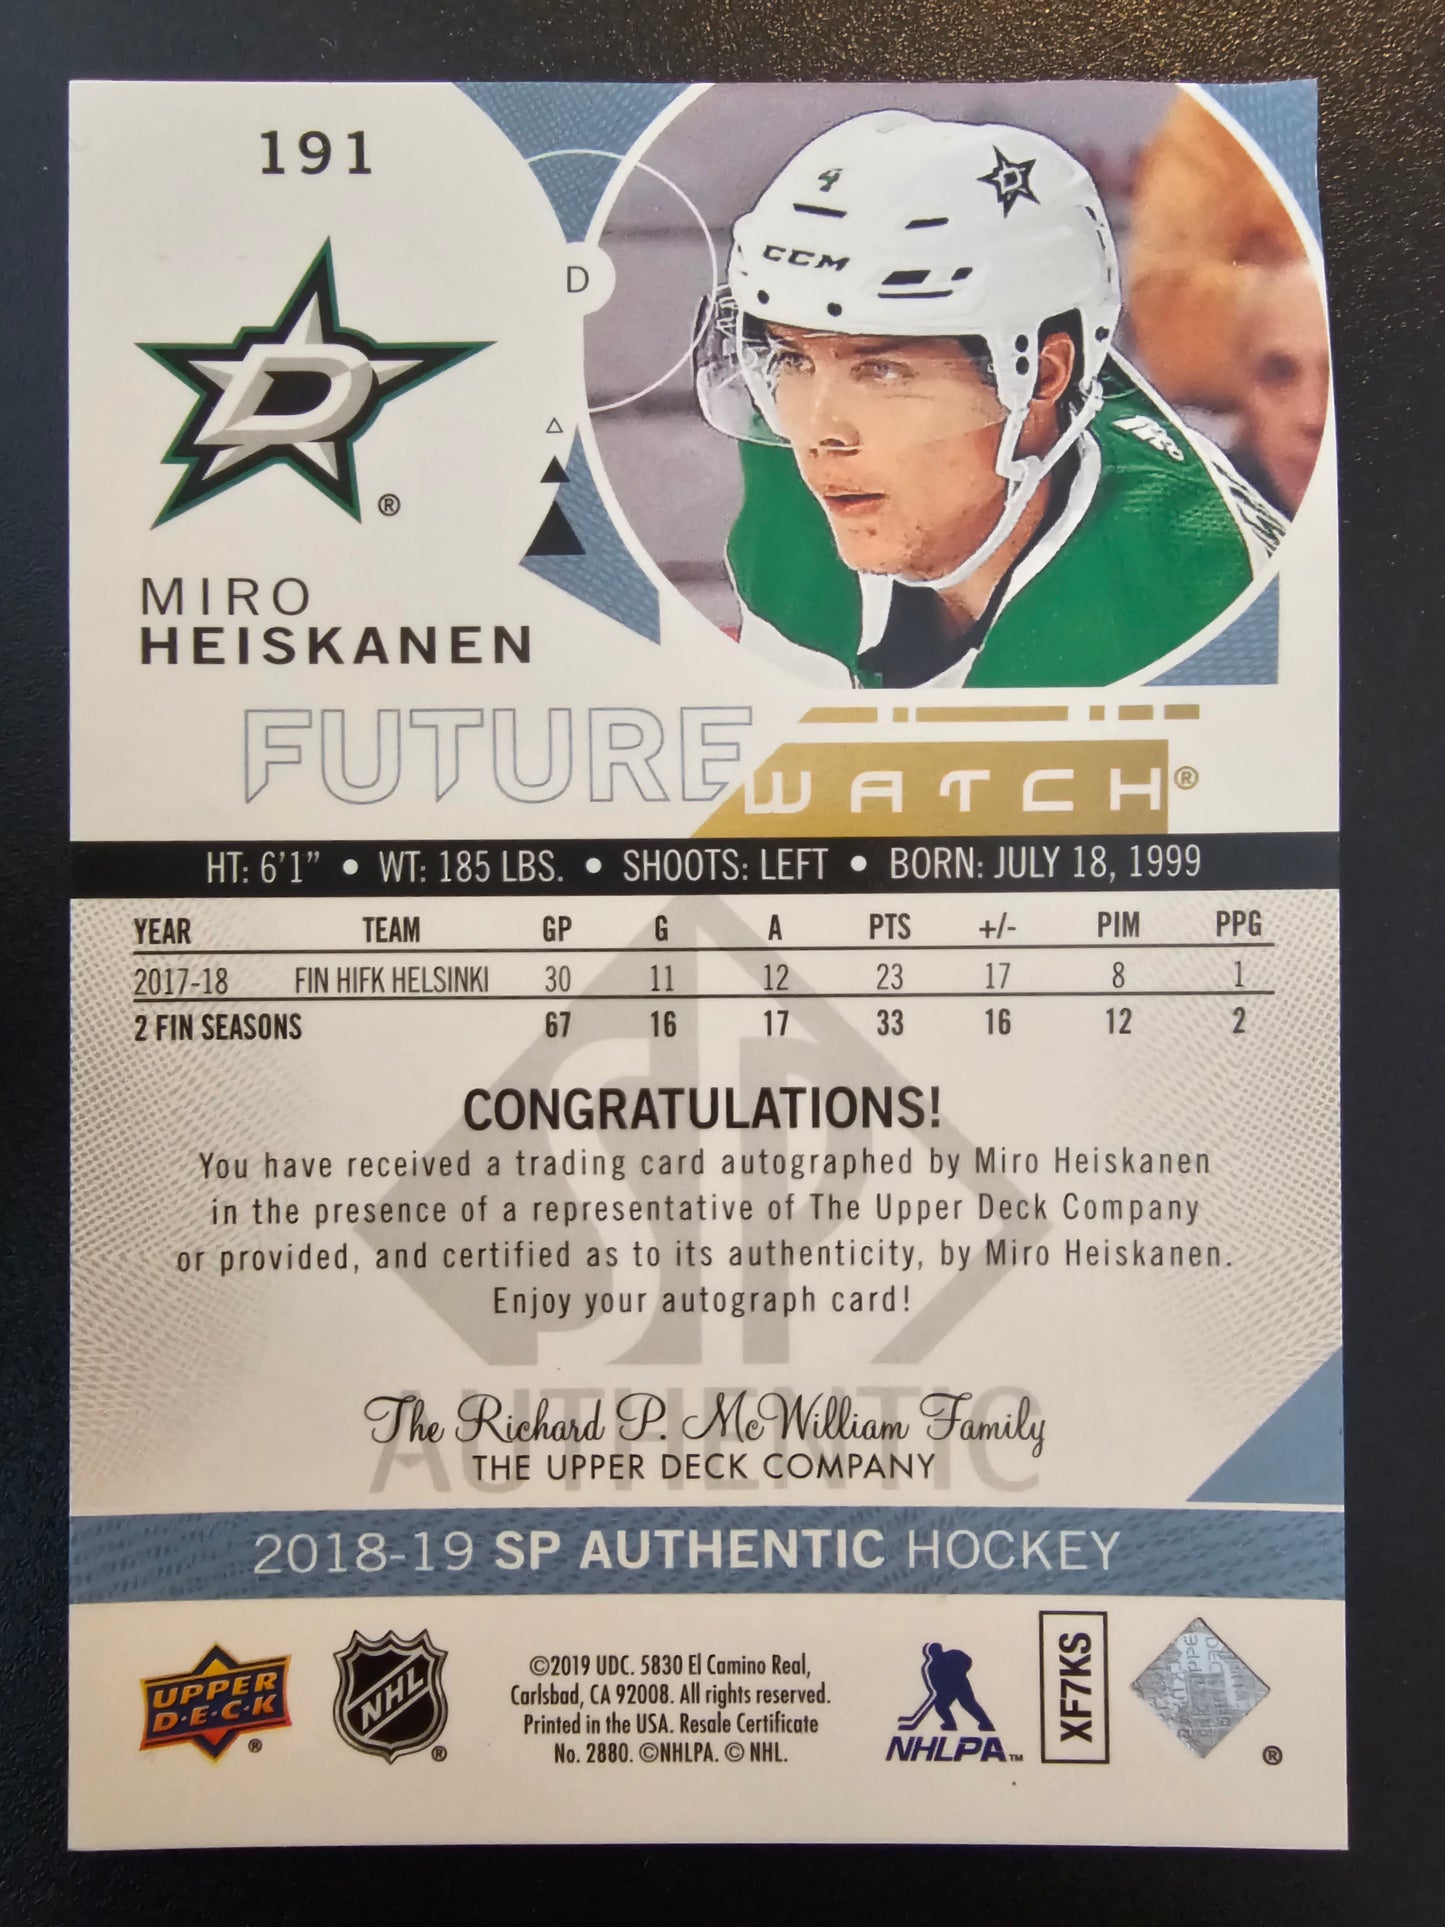 191
D
®
4
CCM
D
MIRO
HEISKANEN
FUTURE
WATCH®
HT: 6'1" • WT: 185 LBS. • SHOOTS: LEFT • BORN: JULY 18, 1999
YEAR TEAM GP G A PTS +/- PIM PPG
2017-18 FIN HIFK HELSINKI 30 11 12 23 17 8 1
2 FIN SEASONS 67 16 17 33 16 12 2
CONGRATULATIONS!
You have received a trading card autographed by Miro Heiskanen
in the presence of a representative of The Upper Deck Company
or provided, and certified as to its authenticity, by Miro Heiskanen.
Enjoy your autograph card!
SP
AUTHENTIC
The Richard P. McWilliam Family
THE UPPER DECK COMPANY
2018-19 SP AUTHENTIC HOCKEY
UPPER
D·E·C·K
®
NHL
®
©2019 UDC. 5830 El Camino Real,
Carlsbad, CA 92008. All rights reserved.
Printed in the USA. Resale Certificate
No. 2880. ©NHLPA. © NHL.
NHLPA™
XF7KS
®